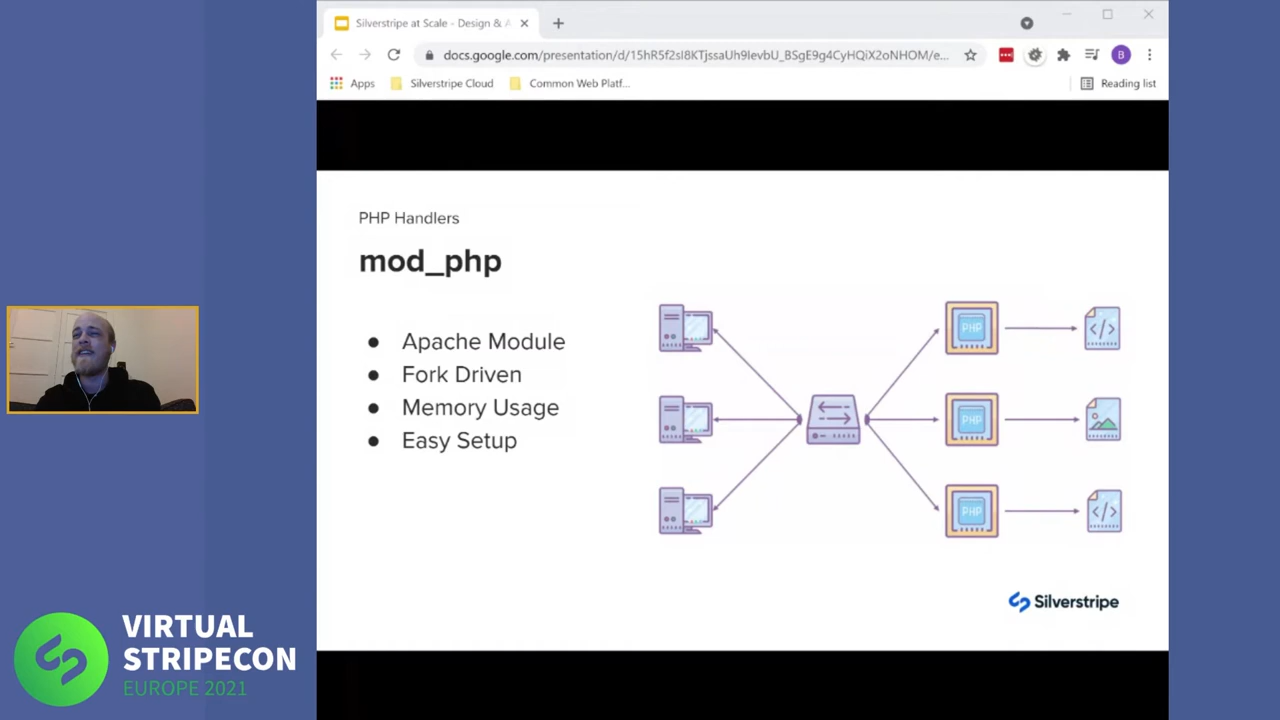 Silverstripe at Scale - Design & A
docs.google.com/presentation/d/15hR5f2sI8KTjssaUh9IevbU_BSgE9g4CyHQiX2oNHOM/e...
B
Apps
Silverstripe Cloud
Common Web Platf...
Reading list
PHP Handlers
mod_php
● Apache Module
● Fork Driven
● Memory Usage
● Easy Setup
PHP
PHP
PHP
Silverstripe
VIRTUAL
STRIPECON
EUROPE 2021